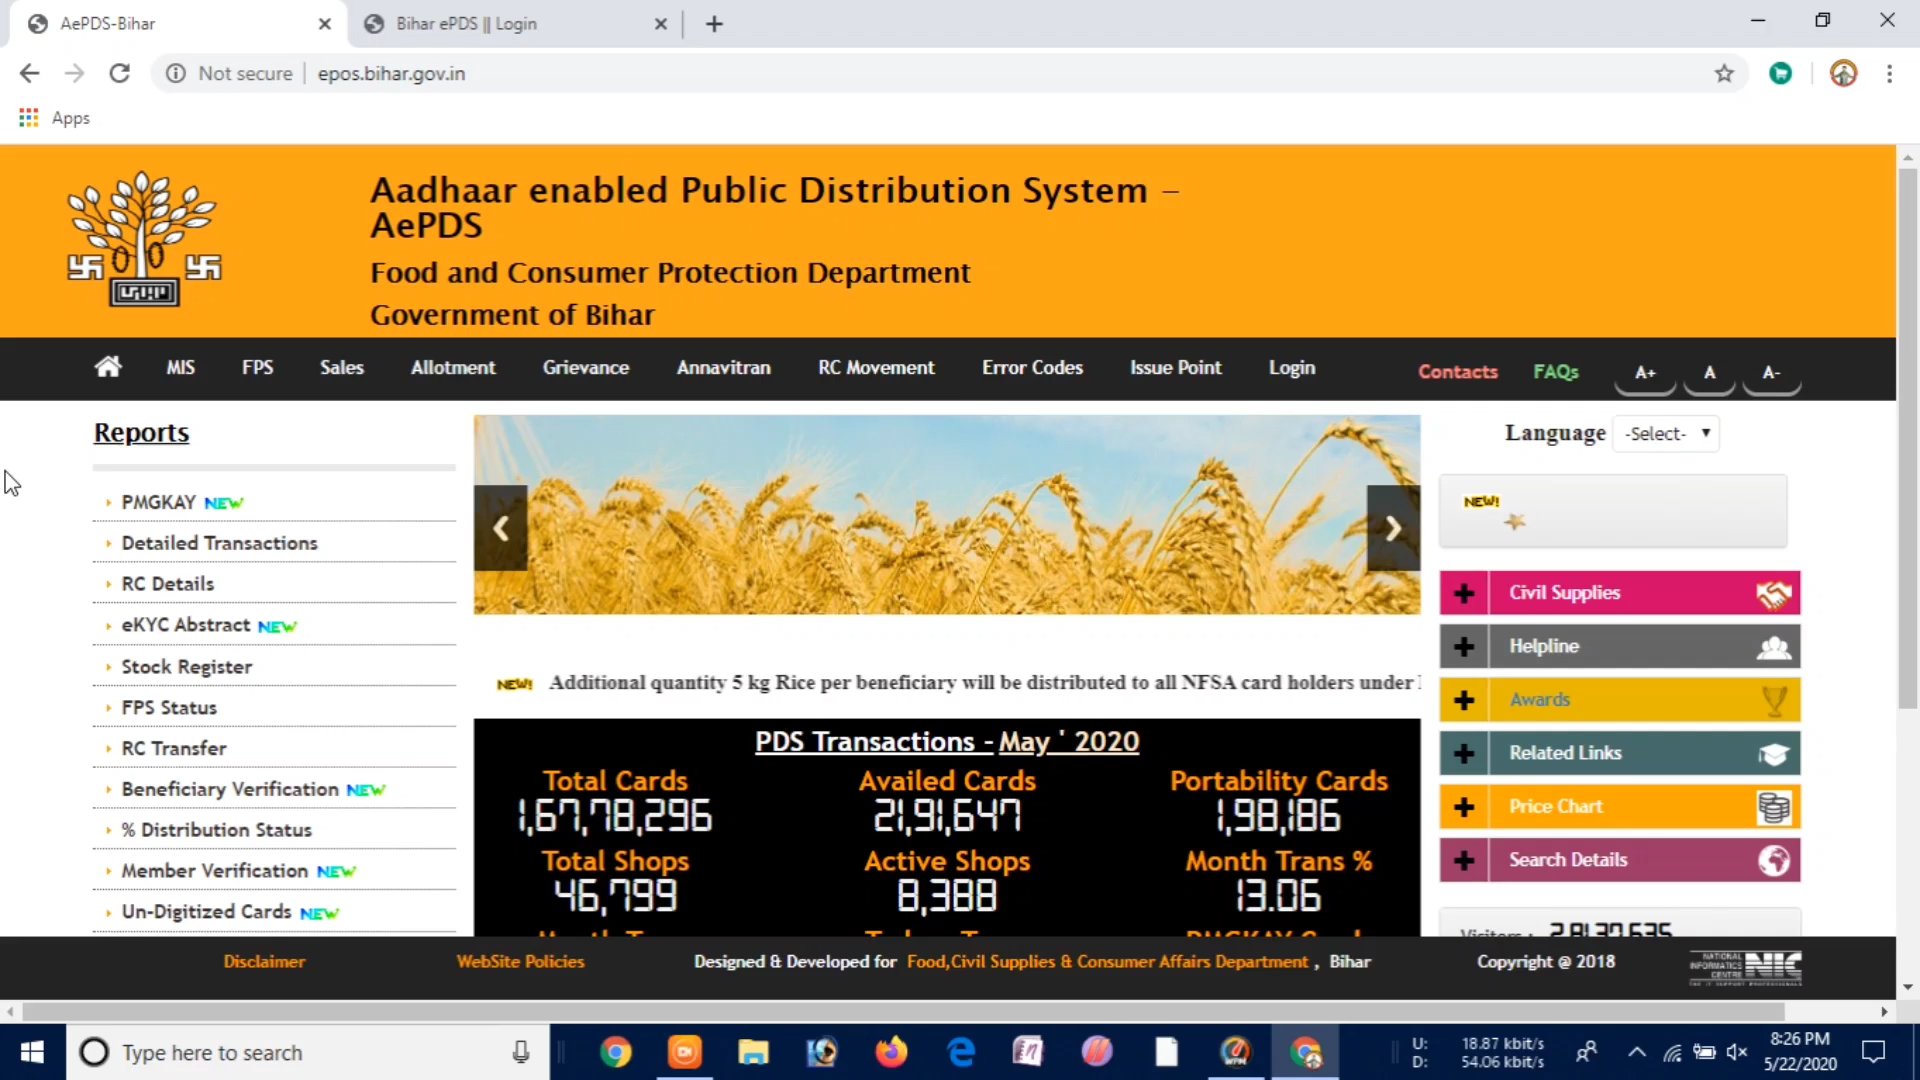 AePDS-Bihar
Bihar ePDS || Login
Not secure
epos.bihar.gov.in
Apps
Aadhaar enabled Public Distribution System –
AePDS
Food and Consumer Protection Department
Government of Bihar
MIS FPS Sales Allotment Grievance Annavitran RC Movement Error Codes Issue Point Login Contacts FAQs A+ A A-
Reports
PMGKAY NEW
Detailed Transactions
RC Details
eKYC Abstract NEW
Stock Register
FPS Status
RC Transfer
Beneficiary Verification NEW
% Distribution Status
Member Verification NEW
Un-Digitized Cards NEW
NEW! Additional quantity 5 kg Rice per beneficiary will be distributed to all NFSA card holders under
PDS Transactions - May ' 2020
Total Cards Availed Cards Portability Cards
1,67,78,296 21,91,647 1,98,186
Total Shops Active Shops Month Trans %
46,799 8,388 13.06
Language -Select-
NEW!
Civil Supplies
Helpline
Awards
Related Links
Price Chart
Search Details
Disclaimer WebSite Policies Designed & Developed for Food,Civil Supplies & Consumer Affairs Department , Bihar Copyright @ 2018
NATIONAL
INFORMATICS
CENTRE
NIC
Type here to search
U: 18.87 kbit/s
D: 54.06 kbit/s
8:26 PM
5/22/2020